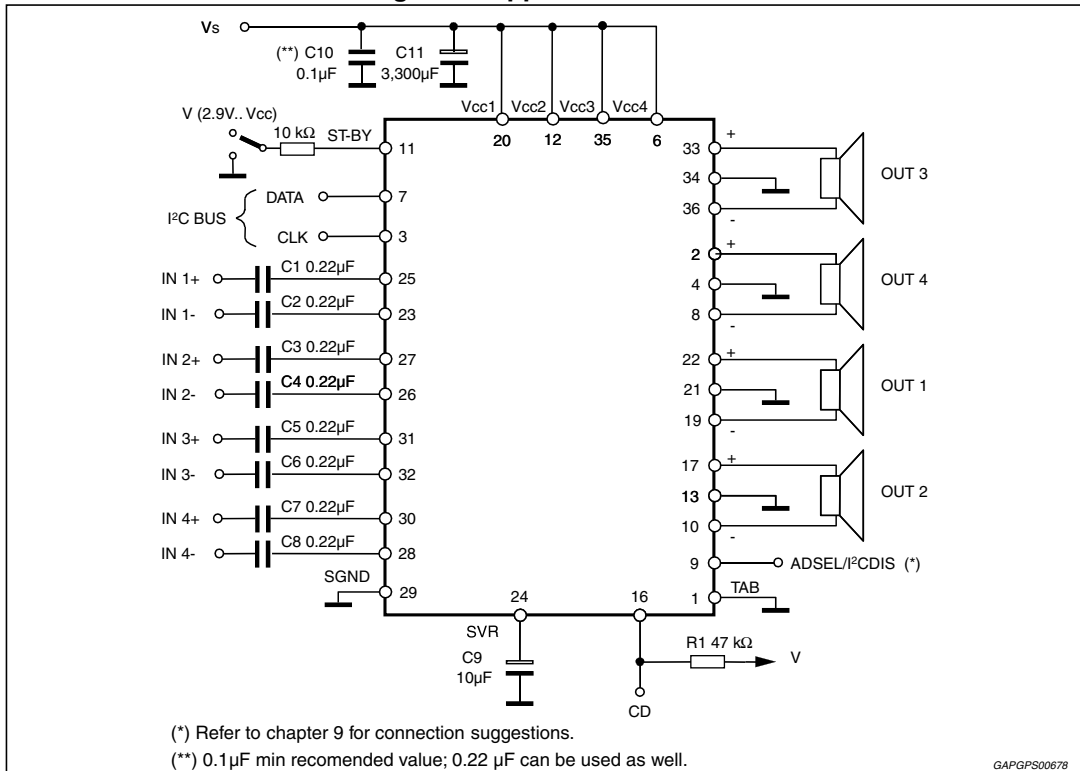 Vs
(**) C10
0.1µF
C11
3,300µF
Vcc1 Vcc2 Vcc3 Vcc4
20 12 35 6
V (2.9V.. Vcc)
10 kΩ
ST-BY
11
I²C BUS
DATA
7
CLK
3
IN 1+
C1 0.22µF
25
IN 1-
C2 0.22µF
23
IN 2+
C3 0.22µF
27
IN 2-
C4 0.22µF
26
IN 3+
C5 0.22µF
31
IN 3-
C6 0.22µF
32
IN 4+
C7 0.22µF
30
IN 4-
C8 0.22µF
28
SGND
29
33
+
34
36
-
OUT 3
2
+
4
8
-
OUT 4
22
+
21
19
-
OUT 1
17
+
13
10
-
OUT 2
9
ADSEL/I²CDIS (*)
1
TAB
24
SVR
C9
10µF
16
R1 47 kΩ
V
CD
(*) Refer to chapter 9 for connection suggestions.
(**) 0.1µF min recomended value; 0.22 µF can be used as well.
GAPGPS00678